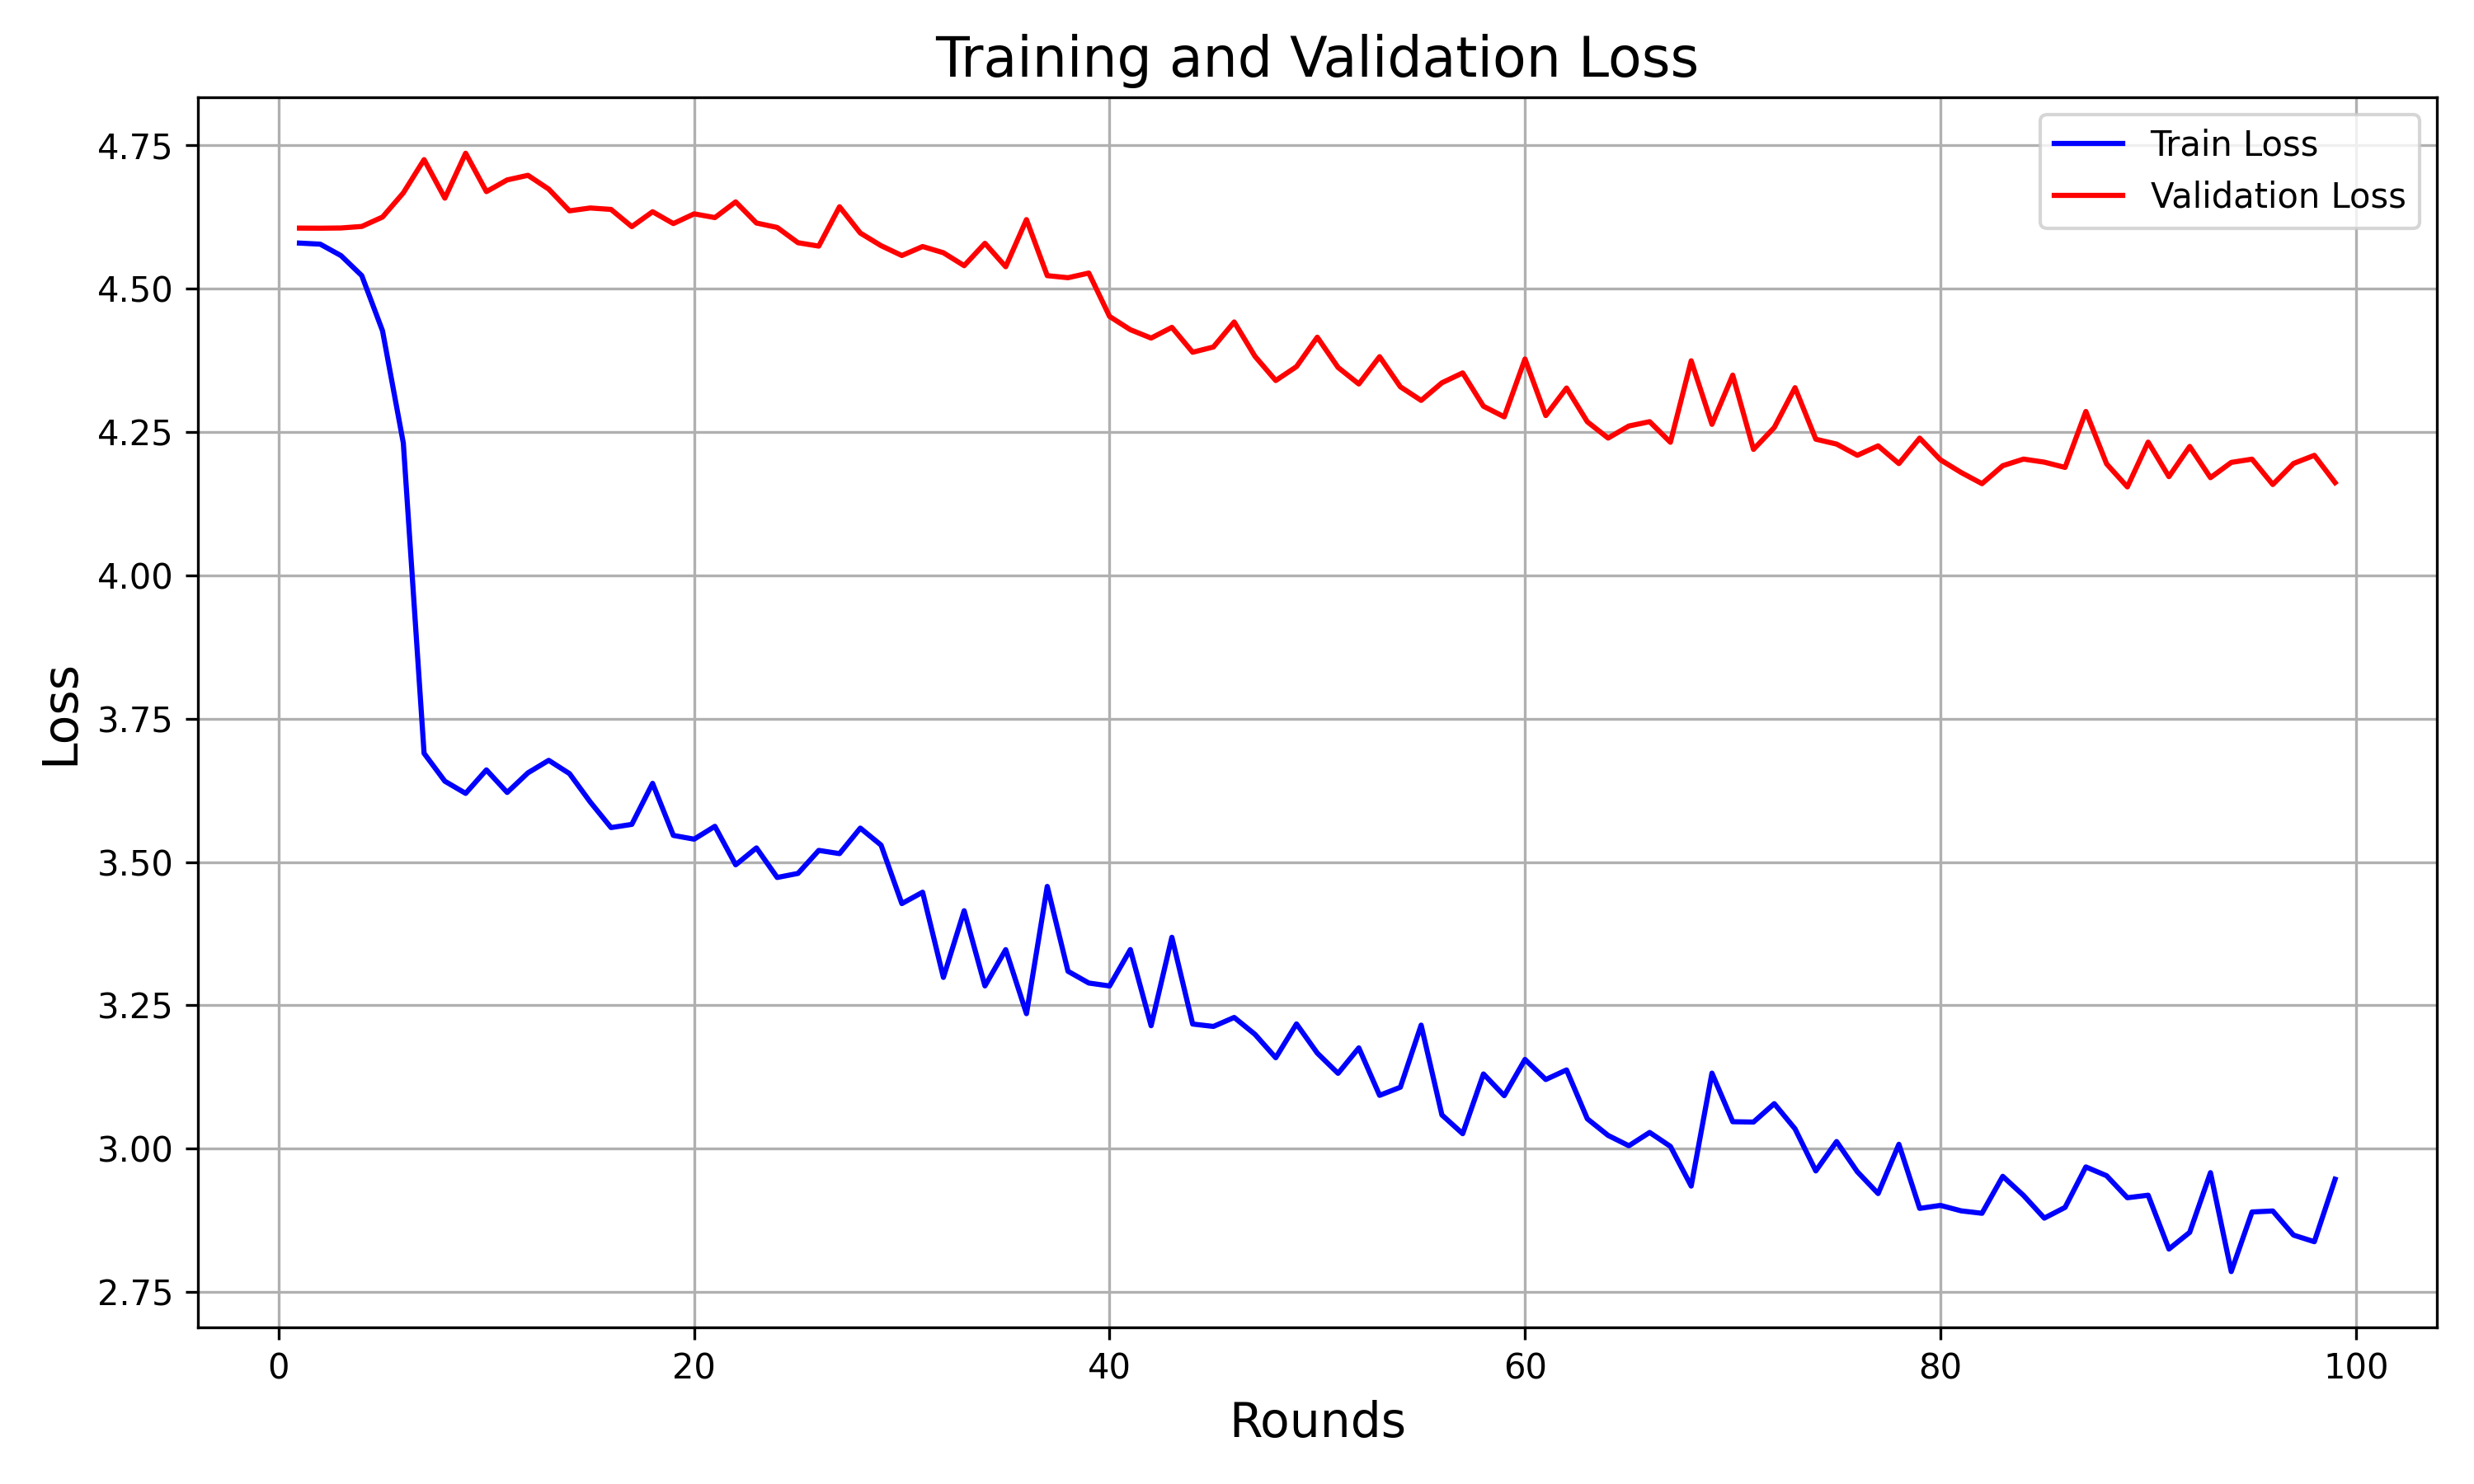 Training and Validation Loss
Train Loss
Validation Loss
4.75
4.50
4.25
4.00
3.75
3.50
3.25
3.00
2.75
Loss
0 20 40 60 80 100
Rounds